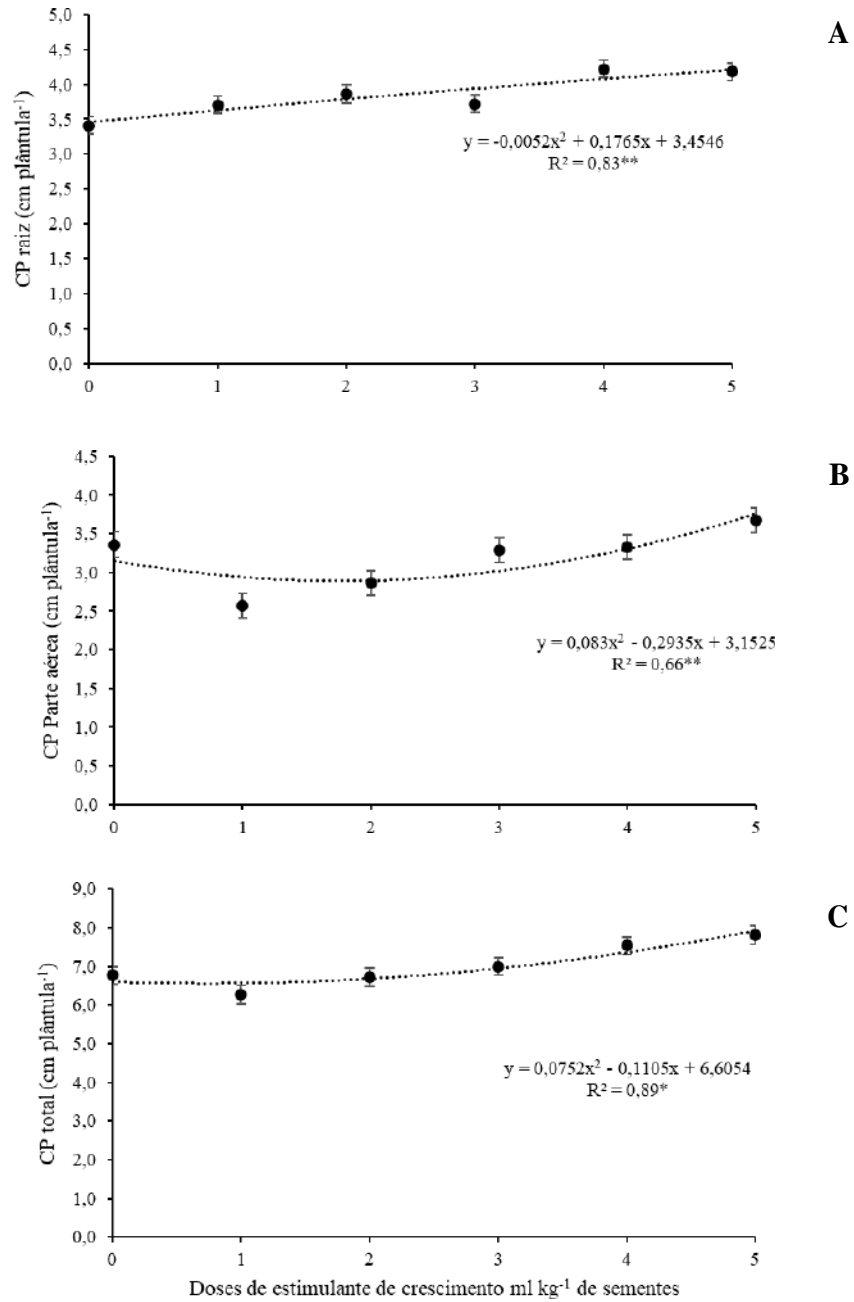 A
5,0
4,5
4,0
3,5
3,0
2,5
2,0
1,5
1,0
0,5
0,0
CP raiz (cm plântula⁻¹)
y = -0,0052x² + 0,1765x + 3,4546
R² = 0,83**
0 1 2 3 4 5
B
4,5
4,0
3,5
3,0
2,5
2,0
1,5
1,0
0,5
0,0
CP Parte aérea (cm plântula⁻¹)
y = 0,083x² - 0,2935x + 3,1525
R² = 0,66**
0 1 2 3 4 5
C
9,0
8,0
7,0
6,0
5,0
4,0
3,0
2,0
1,0
0,0
CP total (cm plântula⁻¹)
y = 0,0752x² - 0,1105x + 6,6054
R² = 0,89*
0 1 2 3 4 5
Doses de estimulante de crescimento ml kg⁻¹ de sementes